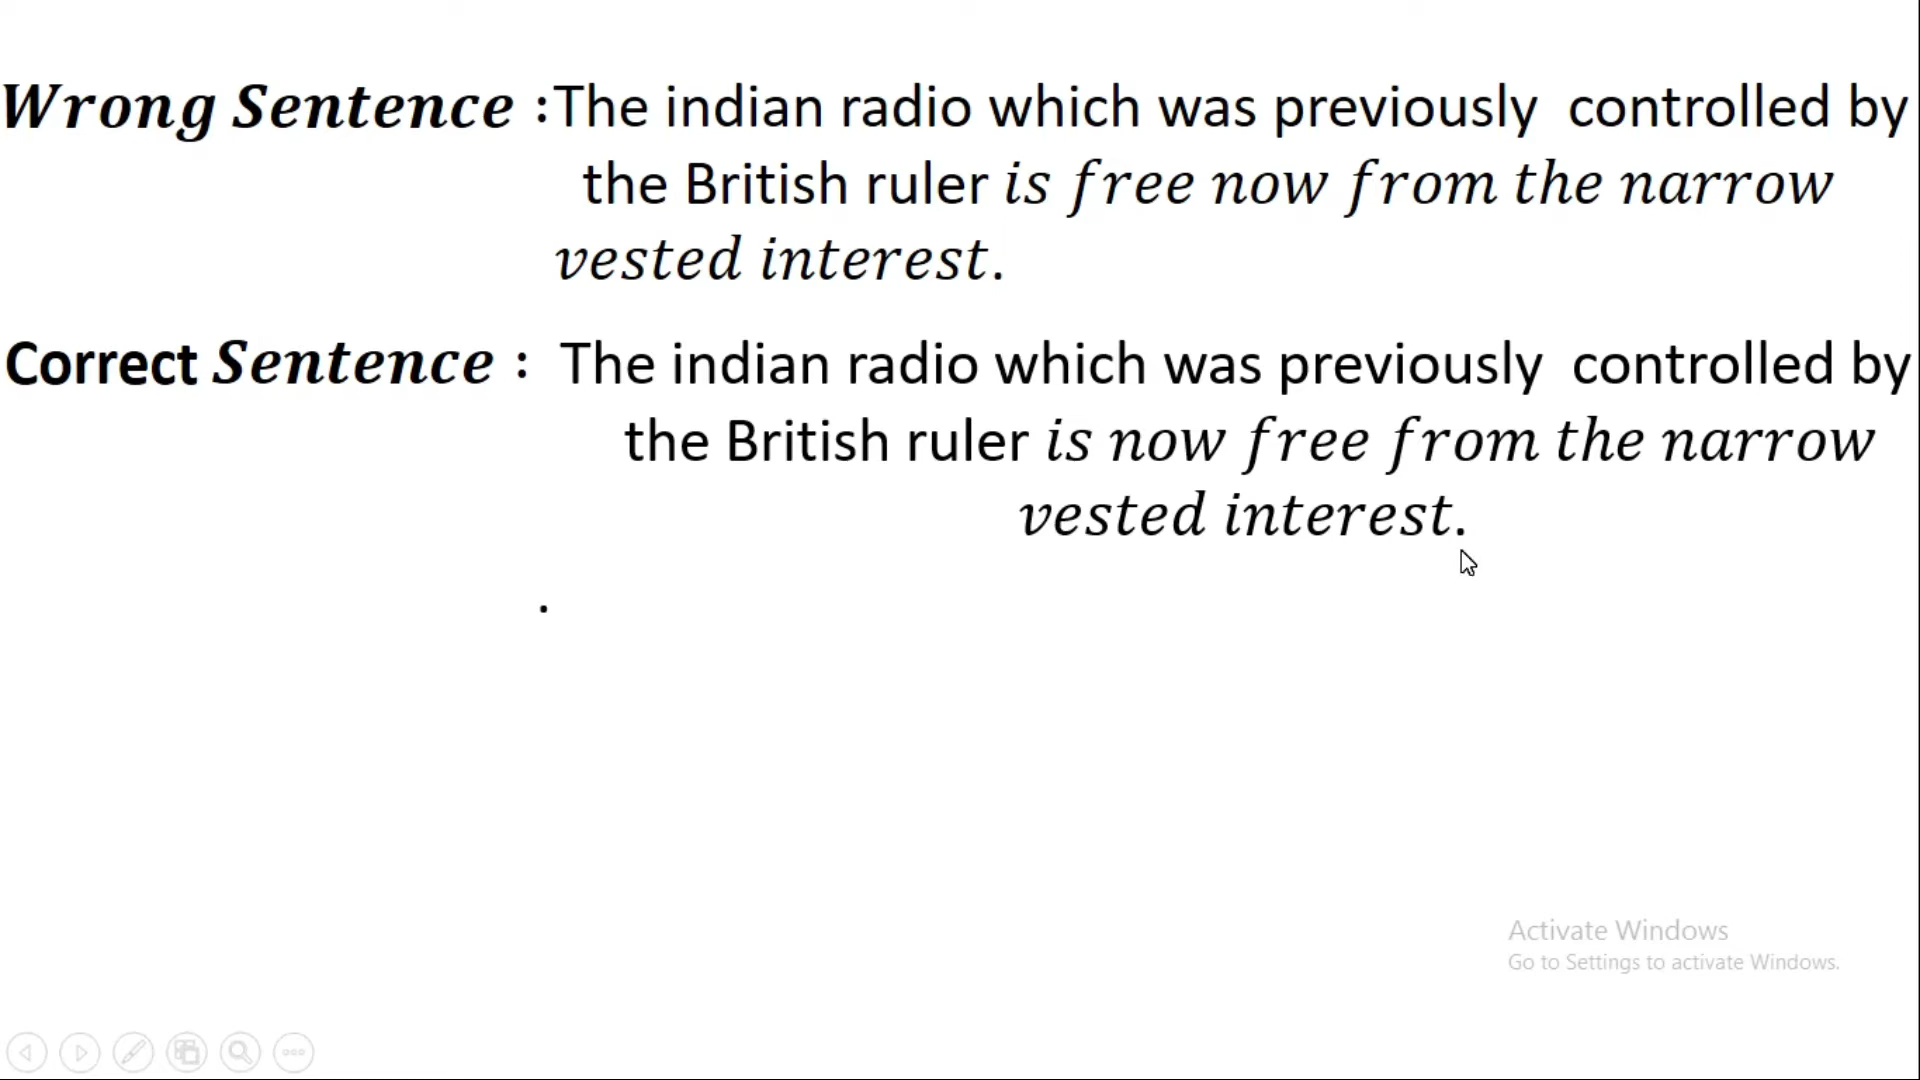 Wrong Sentence :The indian radio which was previously controlled by
the British ruler is free now from the narrow
vested interest.
Correct Sentence : The indian radio which was previously controlled by
the British ruler is now free from the narrow
vested interest.
.
Activate Windows
Go to Settings to activate Windows.